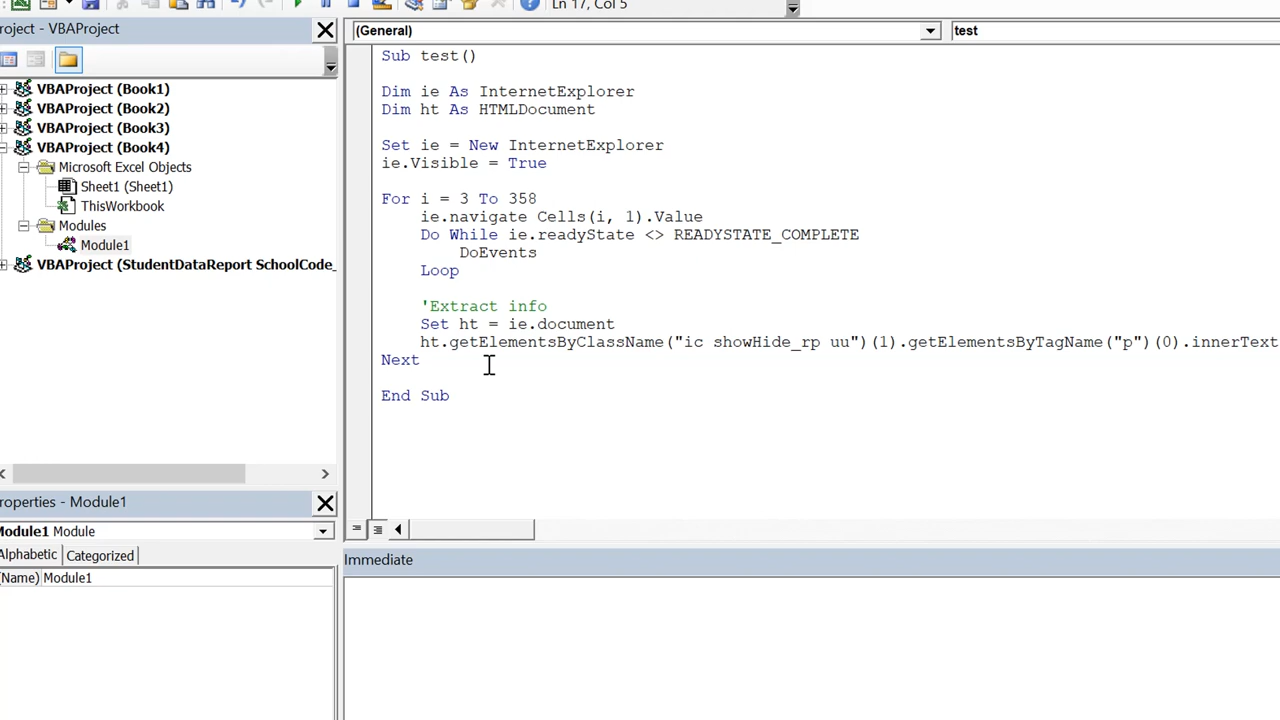 Ln 17, Col 5
roject - VBAProject
(General)
test
VBAProject (Book1)
VBAProject (Book2)
VBAProject (Book3)
VBAProject (Book4)
Microsoft Excel Objects
Sheet1 (Sheet1)
ThisWorkbook
Modules
Module1
VBAProject (StudentDataReport SchoolCode_
Sub test()
Dim ie As InternetExplorer
Dim ht As HTMLDocument
Set ie = New InternetExplorer
ie.Visible = True
For i = 3 To 358
ie.navigate Cells(i, 1).Value
Do While ie.readyState <> READYSTATE_COMPLETE
DoEvents
Loop
'Extract info
Set ht = ie.document
ht.getElementsByClassName("ic showHide_rp uu")(1).getElementsByTagName("p")(0).innerText
Next
End Sub
roperties - Module1
Module1 Module
Alphabetic
Categorized
(Name) Module1
Immediate